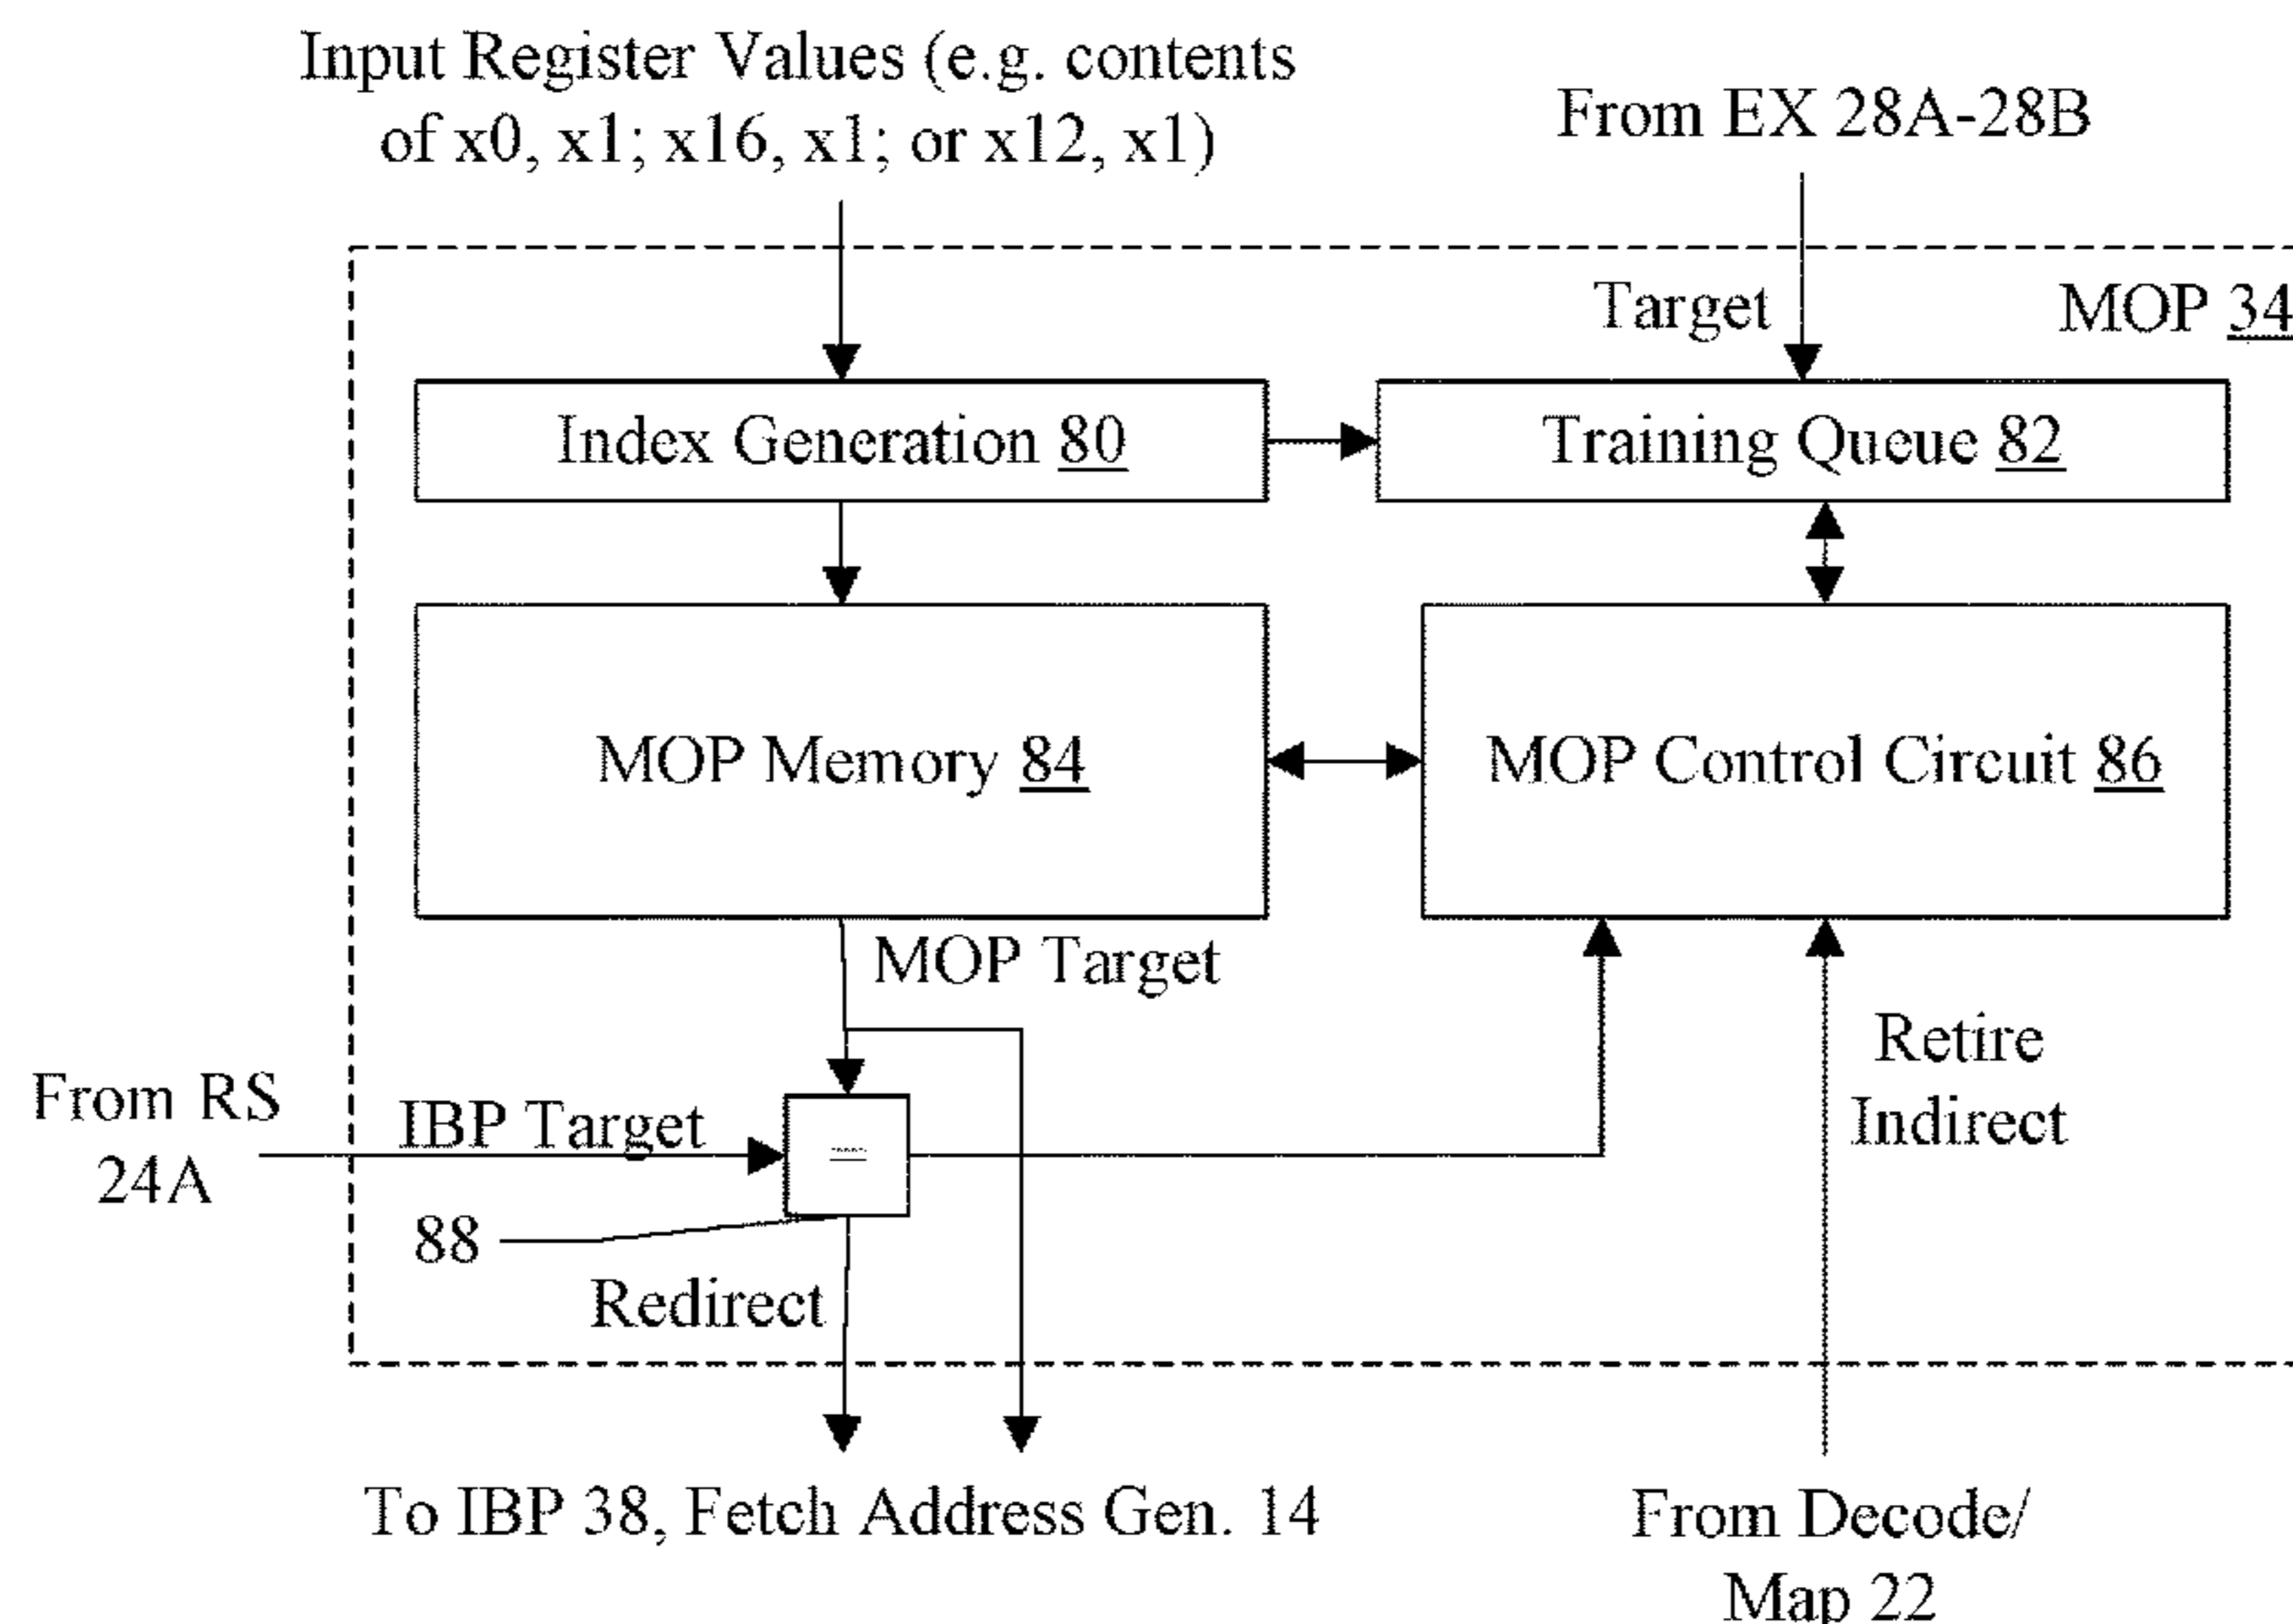 Input Register Values (e.g. contents
of x0, x1; x16, x1; or x12, x1)
From EX 28A-28B
Target
MOP 34
Index Generation 80
Training Queue 82
MOP Memory 84
MOP Control Circuit 86
MOP Target
Retire
Indirect
From RS
24A
IBP Target
=
88
Redirect
To IBP 38, Fetch Address Gen. 14
From Decode/
Map 22